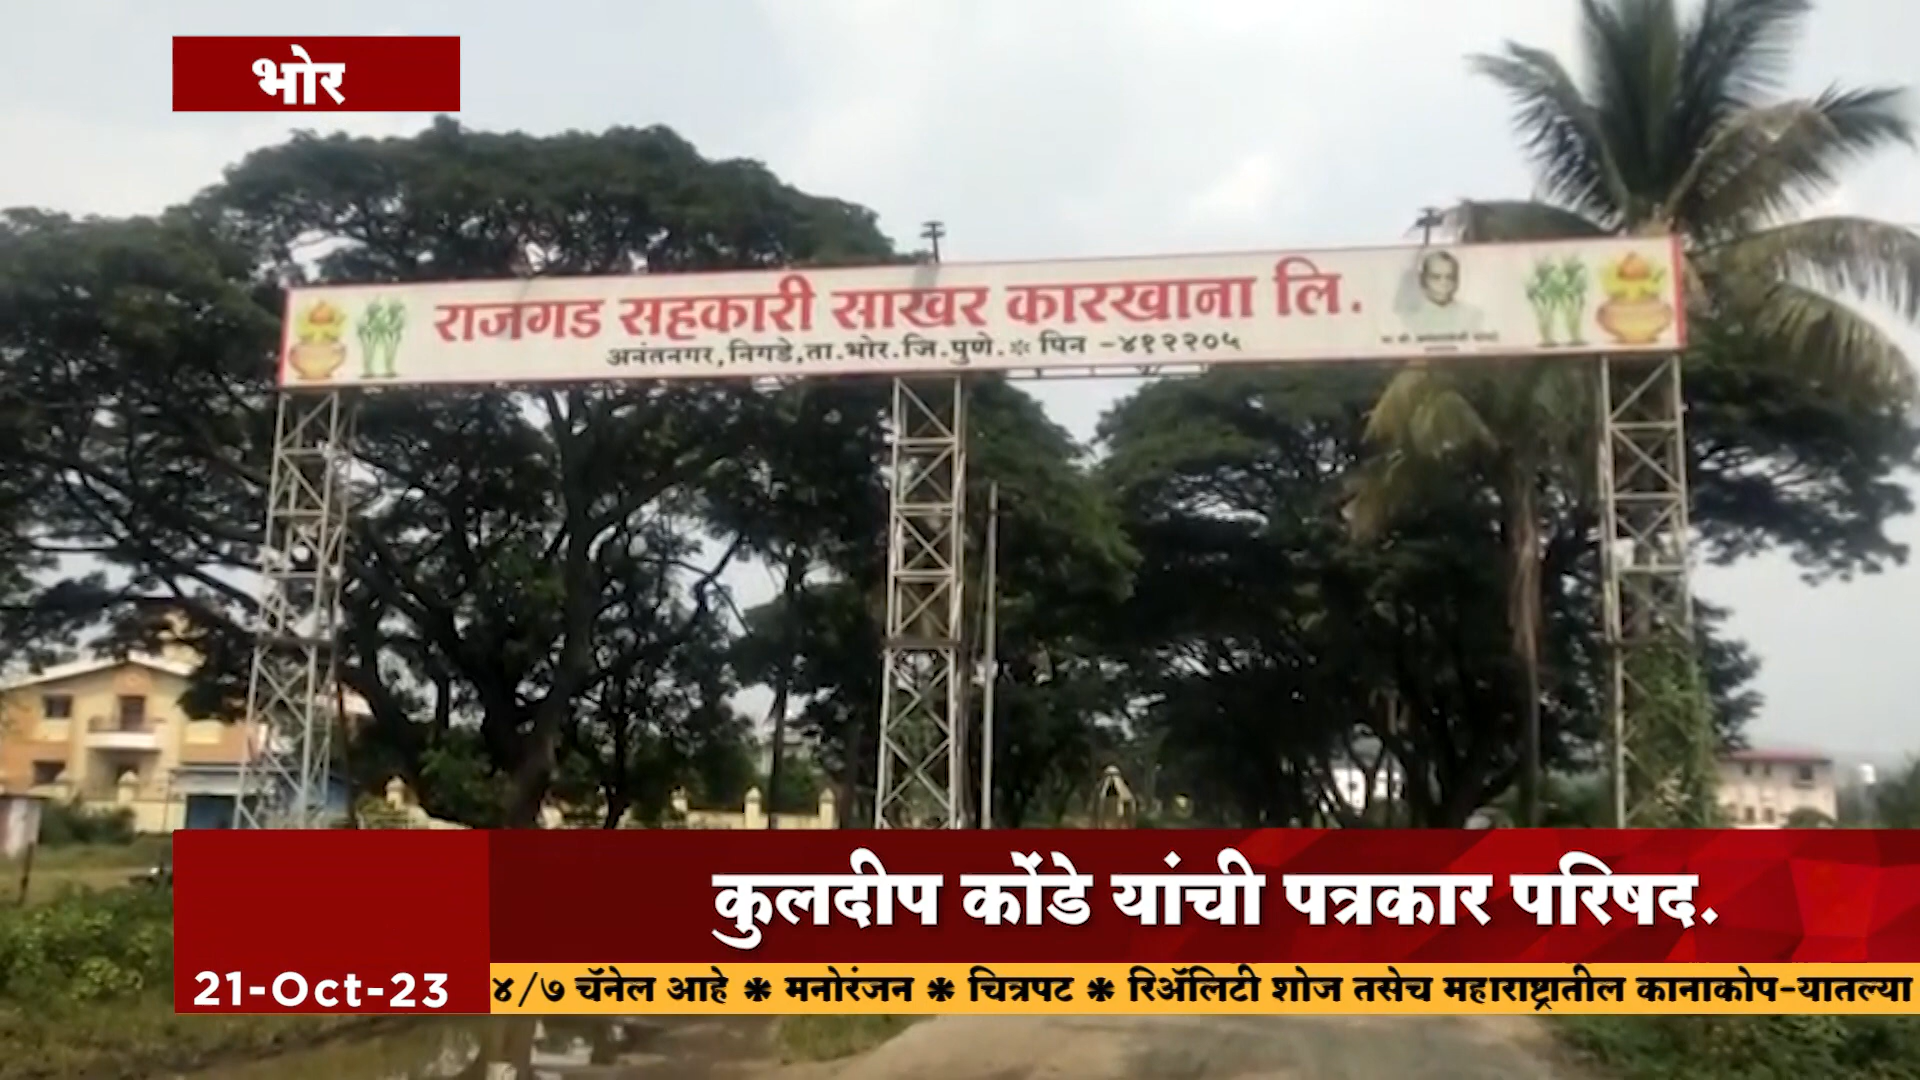 भोर
राजगड सहकारी साखर कारखाना लि.
अनंतनगर,निगडे,ता.भोर.जि.पुणे.❊ पिन -४१२२०५
कुलदीप कोंडे यांची पत्रकार परिषद.
21-Oct-23
४/७ चॅनेल आहे ✱ मनोरंजन ✱ चित्रपट ✱ रिॲलिटी शोज तसेच महाराष्ट्रातील कानाकोप-यातल्या